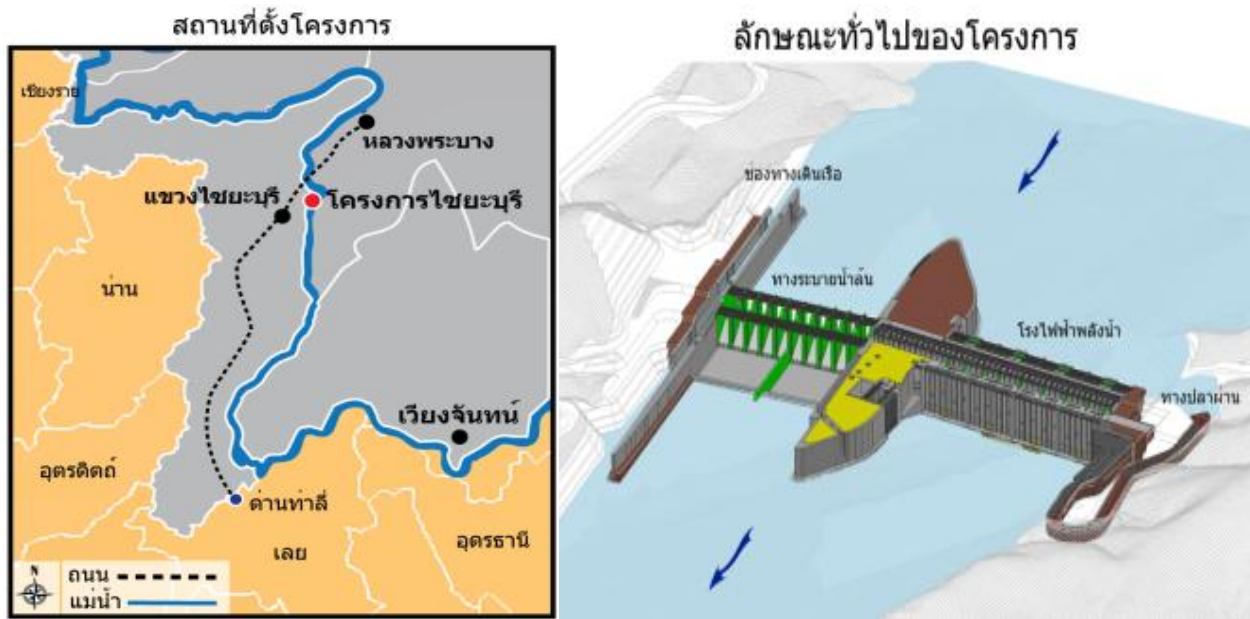 สถานที่ตั้งโครงการ
เชียงราย
หลวงพระบาง
แขวงไชยะบุรี
โครงการไชยะบุรี
น่าน
เวียงจันทน์
อุตรดิตถ์
ด่านท่าลี่
เลย
อุดรธานี
N
ถนน
แม่น้ำ
ลักษณะทั่วไปของโครงการ
ช่องทางเดินเรือ
ทางระบายน้ำล้น
โรงไฟฟ้าพลังน้ำ
ทางปลาผ่าน